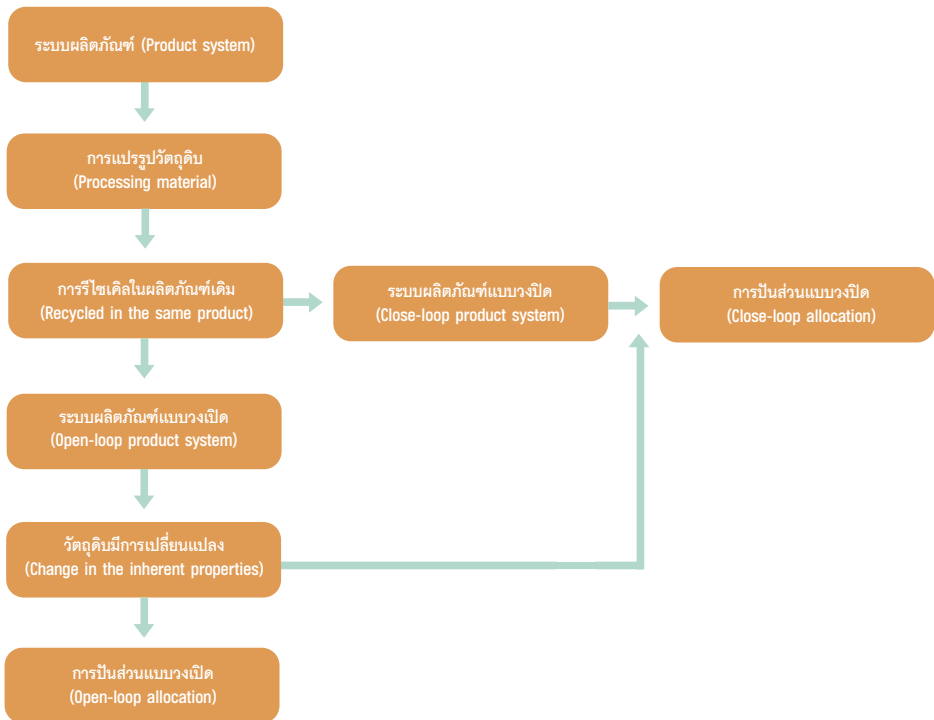 ระบบผลิตภัณฑ์ (Product system)
การแปรรูปวัตถุดิบ
(Processing material)
การรีไซเคิลในผลิตภัณฑ์เดิม
(Recycled in the same product)
ระบบผลิตภัณฑ์แบบวงปิด
(Close-loop product system)
การปันส่วนแบบวงปิด
(Close-loop allocation)
ระบบผลิตภัณฑ์แบบวงเปิด
(Open-loop product system)
วัตถุดิบมีการเปลี่ยนแปลง
(Change in the inherent properties)
การปันส่วนแบบวงเปิด
(Open-loop allocation)